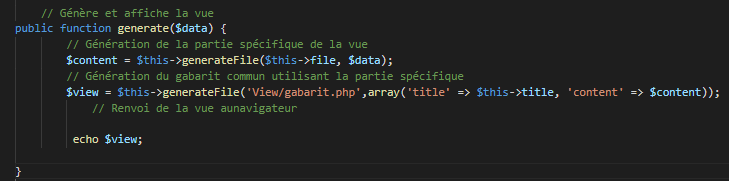 // Génère et affiche la vue
public function generate($data) {
// Génération de la partie spécifique de la vue
$content = $this->generateFile($this->file, $data);
// Génération du gabarit commun utilisant la partie spécifique
$view = $this->generateFile('View/gabarit.php',array('title' => $this->title, 'content' => $content));
// Renvoi de la vue aunavigateur
echo $view;
}